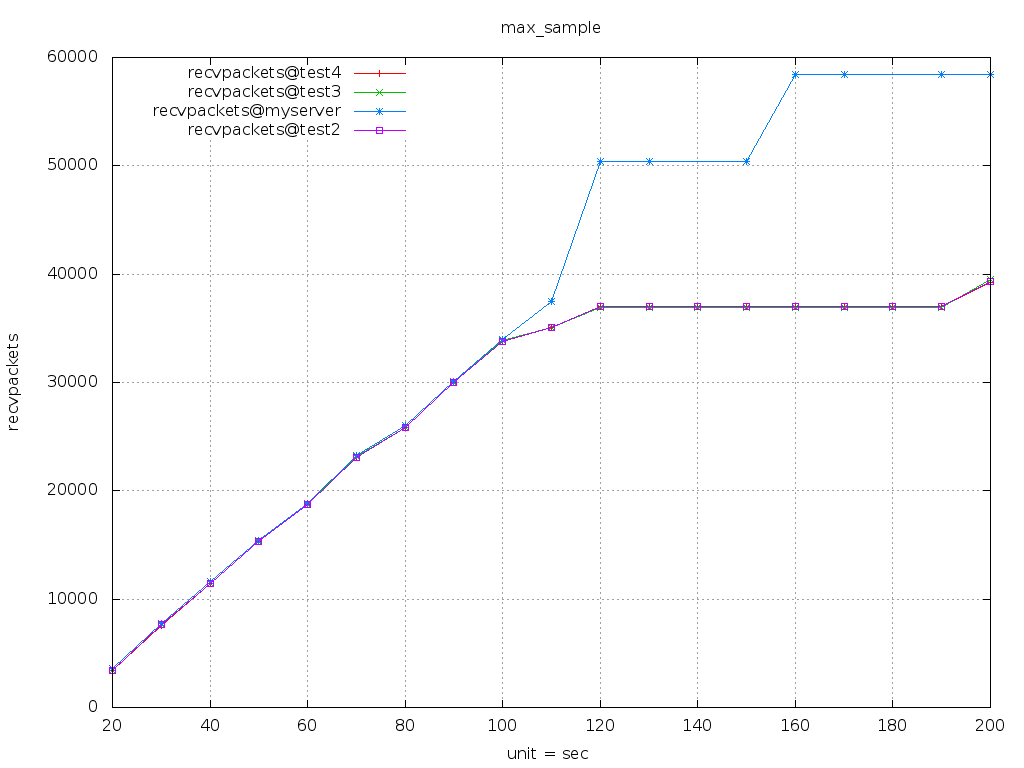 max_sample
60000
50000
40000
30000
20000
10000
0
recvpackets@test4
recvpackets@test3
recvpackets@myserver
recvpackets@test2
recvpackets
20 40 60 80 100 120 140 160 180 200
unit = sec